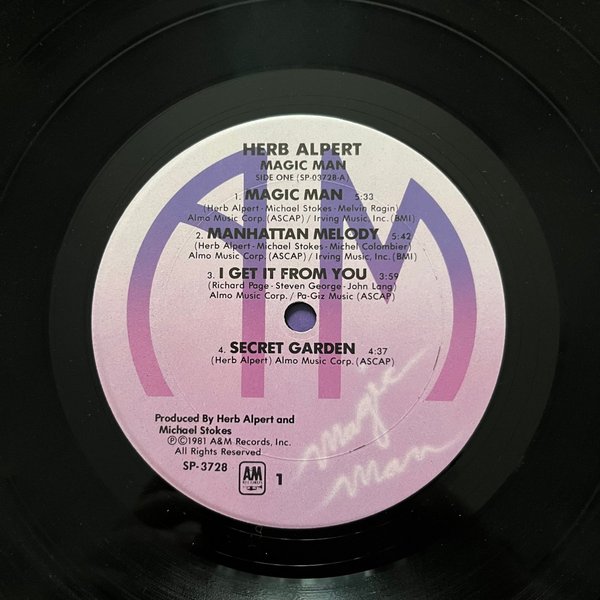 HERB ALPERT
MAGIC MAN
SIDE ONE (SP-03728-A)
1. MAGIC MAN 5:33
(Herb Alpert - Michael Stokes - Melvin Ragin)
Almo Music Corp. (ASCAP) / Irving Music, Inc. (BMI)
2. MANHATTAN MELODY 5:42
(Herb Alpert - Michael Stokes - Michel Colombier)
Almo Music Corp. (ASCAP) / Irving Music, Inc. (BMI)
3. I GET IT FROM YOU 3:59
(Richard Page - Steven George - John Lang)
Almo Music Corp. / Pa-Giz Music (ASCAP)
4. SECRET GARDEN 4:37
(Herb Alpert) Almo Music Corp. (ASCAP)
Produced By Herb Alpert and
Michael Stokes
Ⓟ©1981 A&M Records, Inc.
All Rights Reserved
SP-3728
AM
1
Magic
Man